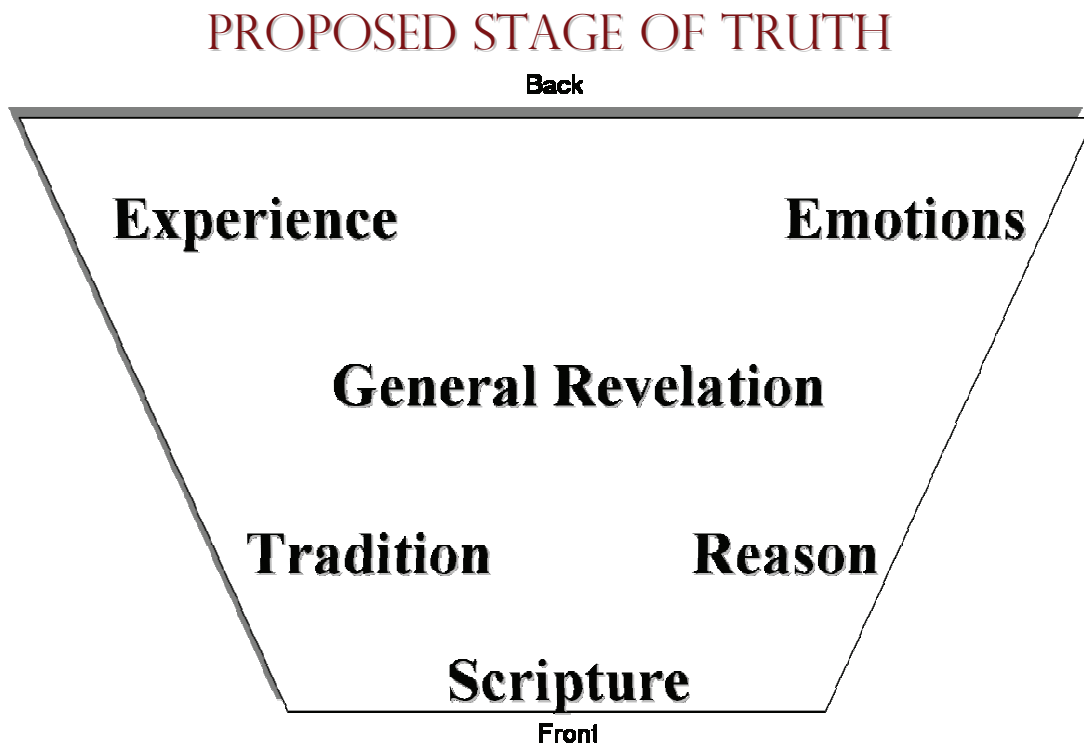 PROPOSED STAGE OF TRUTH
Back
Experience Emotions
General Revelation
Tradition Reason
Scripture
Front